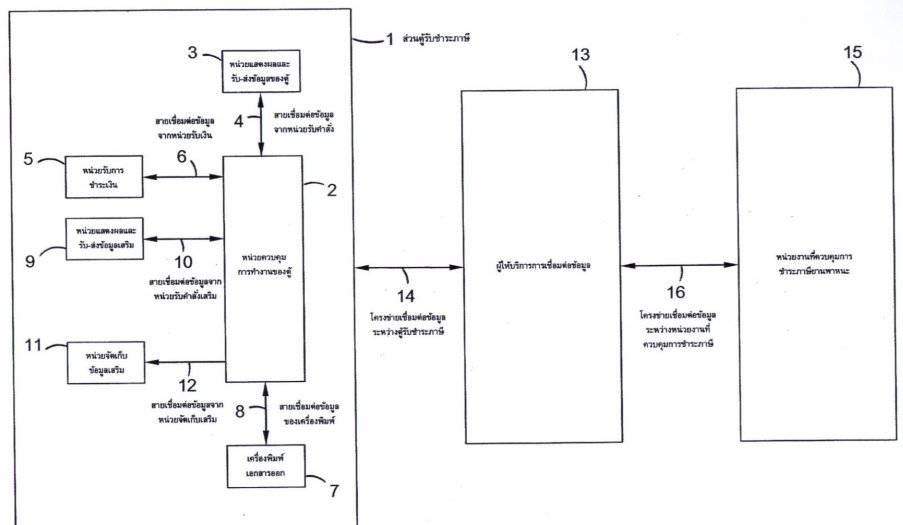 1 ส่วนตู้รับชำระภาษี
3
หน่วยแสดงผลและ
รับ-ส่งข้อมูลของตู้
4
สายเชื่อมต่อข้อมูล
จากหน่วยรับคำสั่ง
สายเชื่อมต่อข้อมูล
จากหน่วยรับเงิน
5
หน่วยรับการ
ชำระเงิน
6
2
หน่วยควบคุม
การทำงานของตู้
9
หน่วยแสดงผลและ
รับ-ส่งข้อมูลเสริม
10
สายเชื่อมต่อข้อมูลจาก
หน่วยรับคำสั่งเสริม
11
หน่วยจัดเก็บ
ข้อมูลเสริม
12
สายเชื่อมต่อข้อมูลจาก
หน่วยจัดเก็บเสริม
8
สายเชื่อมต่อข้อมูล
ของเครื่องพิมพ์
เครื่องพิมพ์
เอกสารออก
7
14
โครงข่ายเชื่อมต่อข้อมูล
ระหว่างตู้รับชำระภาษี
13
ผู้ให้บริการการเชื่อมต่อข้อมูล
16
โครงข่ายเชื่อมต่อข้อมูล
ระหว่างหน่วยงานที่
ควบคุมการชำระภาษี
15
หน่วยงานที่ควบคุมการ
ชำระภาษียานพาหนะ